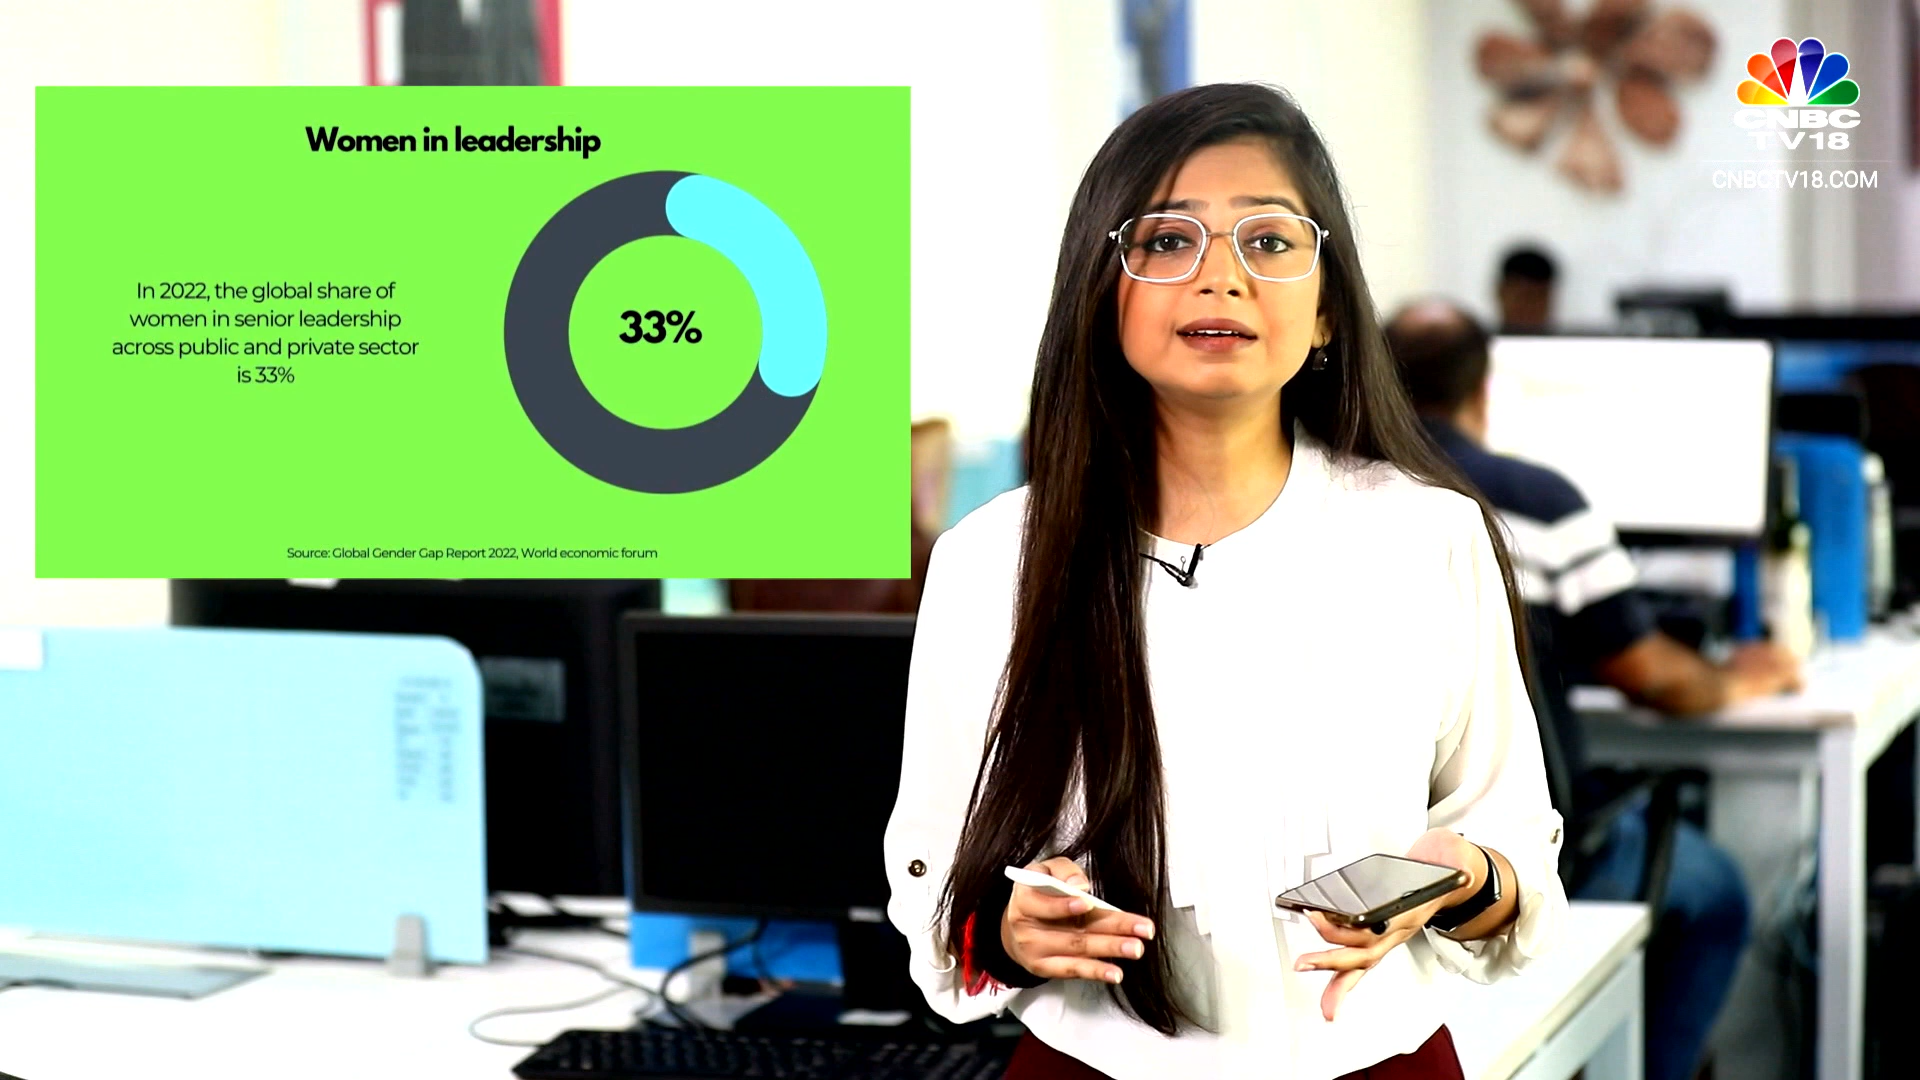 Women in leadership
In 2022, the global share of
women in senior leadership
across public and private sector
is 33%
33%
Source: Global Gender Gap Report 2022, World economic forum
CNBC
TV18
CNBCTV18.COM